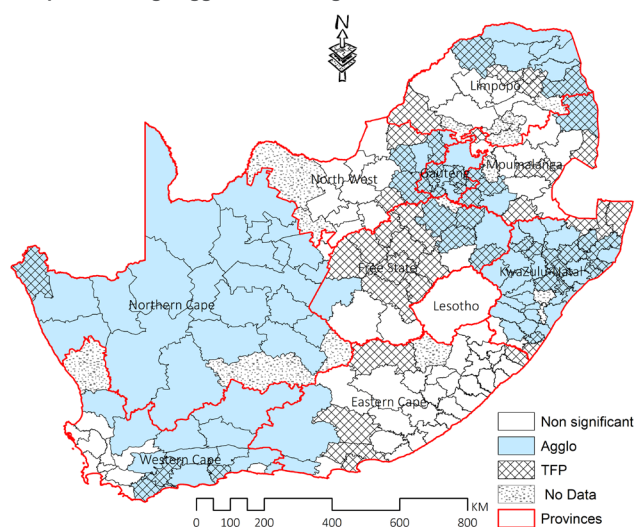 N
Limpopo
North West
Mpumalanga
Gauteng
Free State
KwaZulu-Natal
Northern Cape
Lesotho
Eastern Cape
Western Cape
Non significant
Agglo
TFP
No Data
Provinces
KM
0 100 200 400 600 800